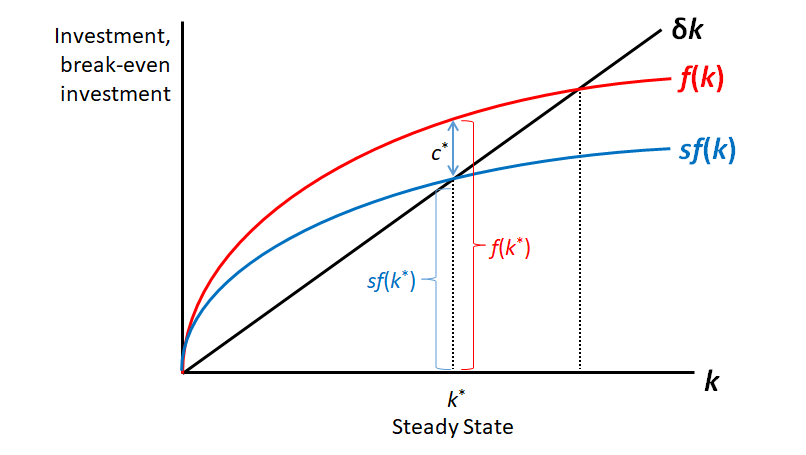 Investment,
break-even
investment
δk
f(k)
sf(k)
c*
f(k*)
sf(k*)
k
k*
Steady State